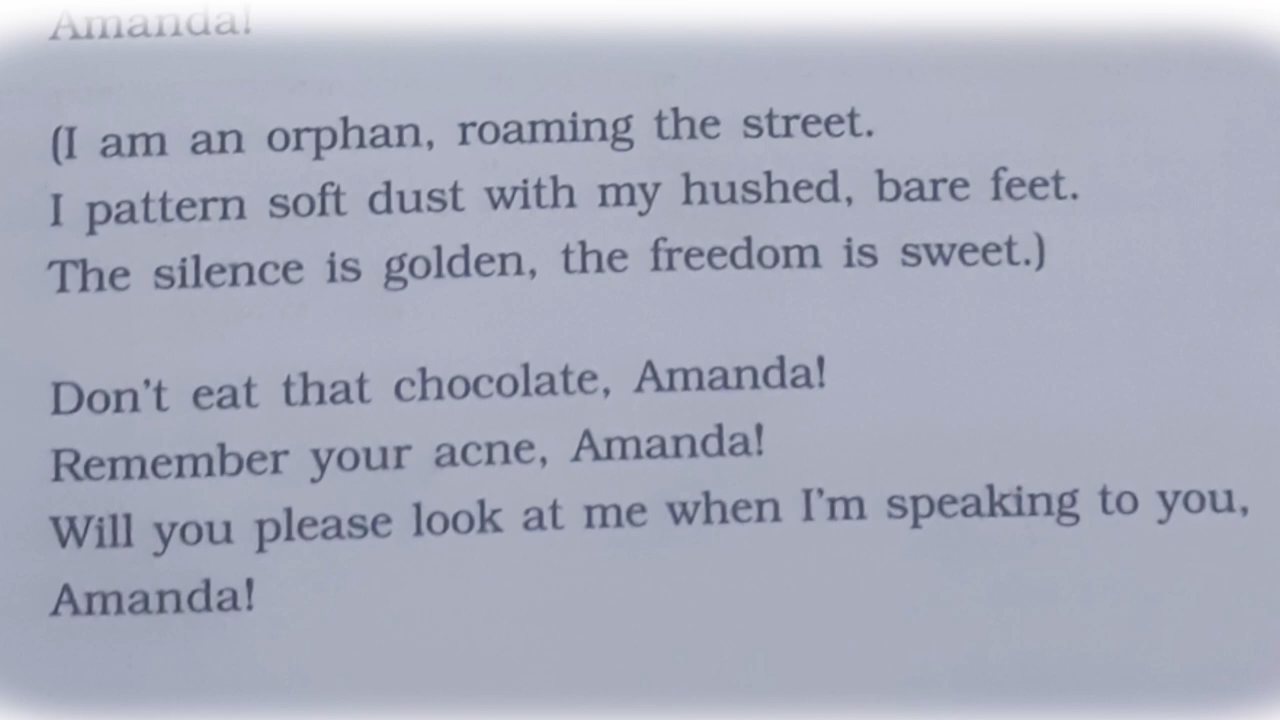 Amanda!
(I am an orphan, roaming the street.
I pattern soft dust with my hushed, bare feet.
The silence is golden, the freedom is sweet.)
Don't eat that chocolate, Amanda!
Remember your acne, Amanda!
Will you please look at me when I'm speaking to you,
Amanda!